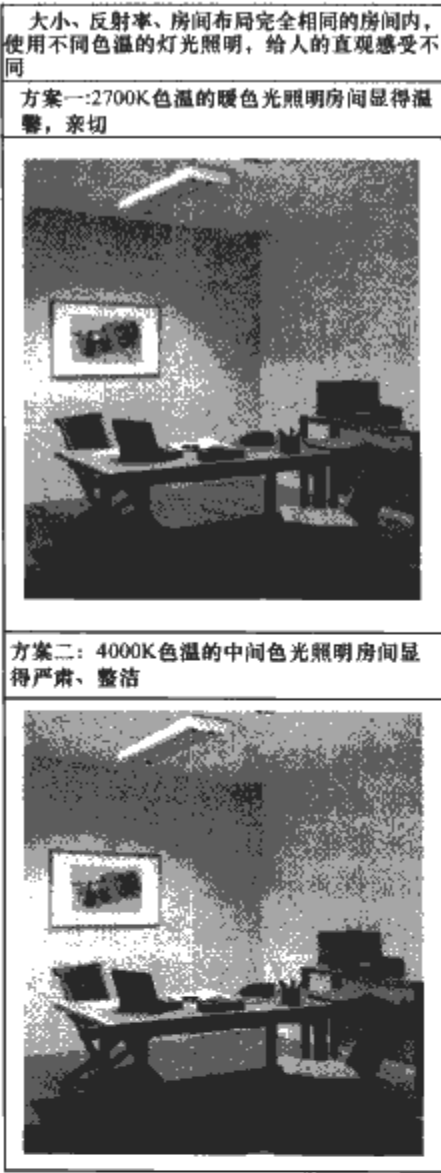 大小、反射率、房间布局完全相同的房间内，
使用不同色温的灯光照明，给人的直观感受不
同
方案一:2700K色温的暖色光照明房间显得温
馨，亲切
方案二：4000K色温的中间色光照明房间显
得严肃、整洁